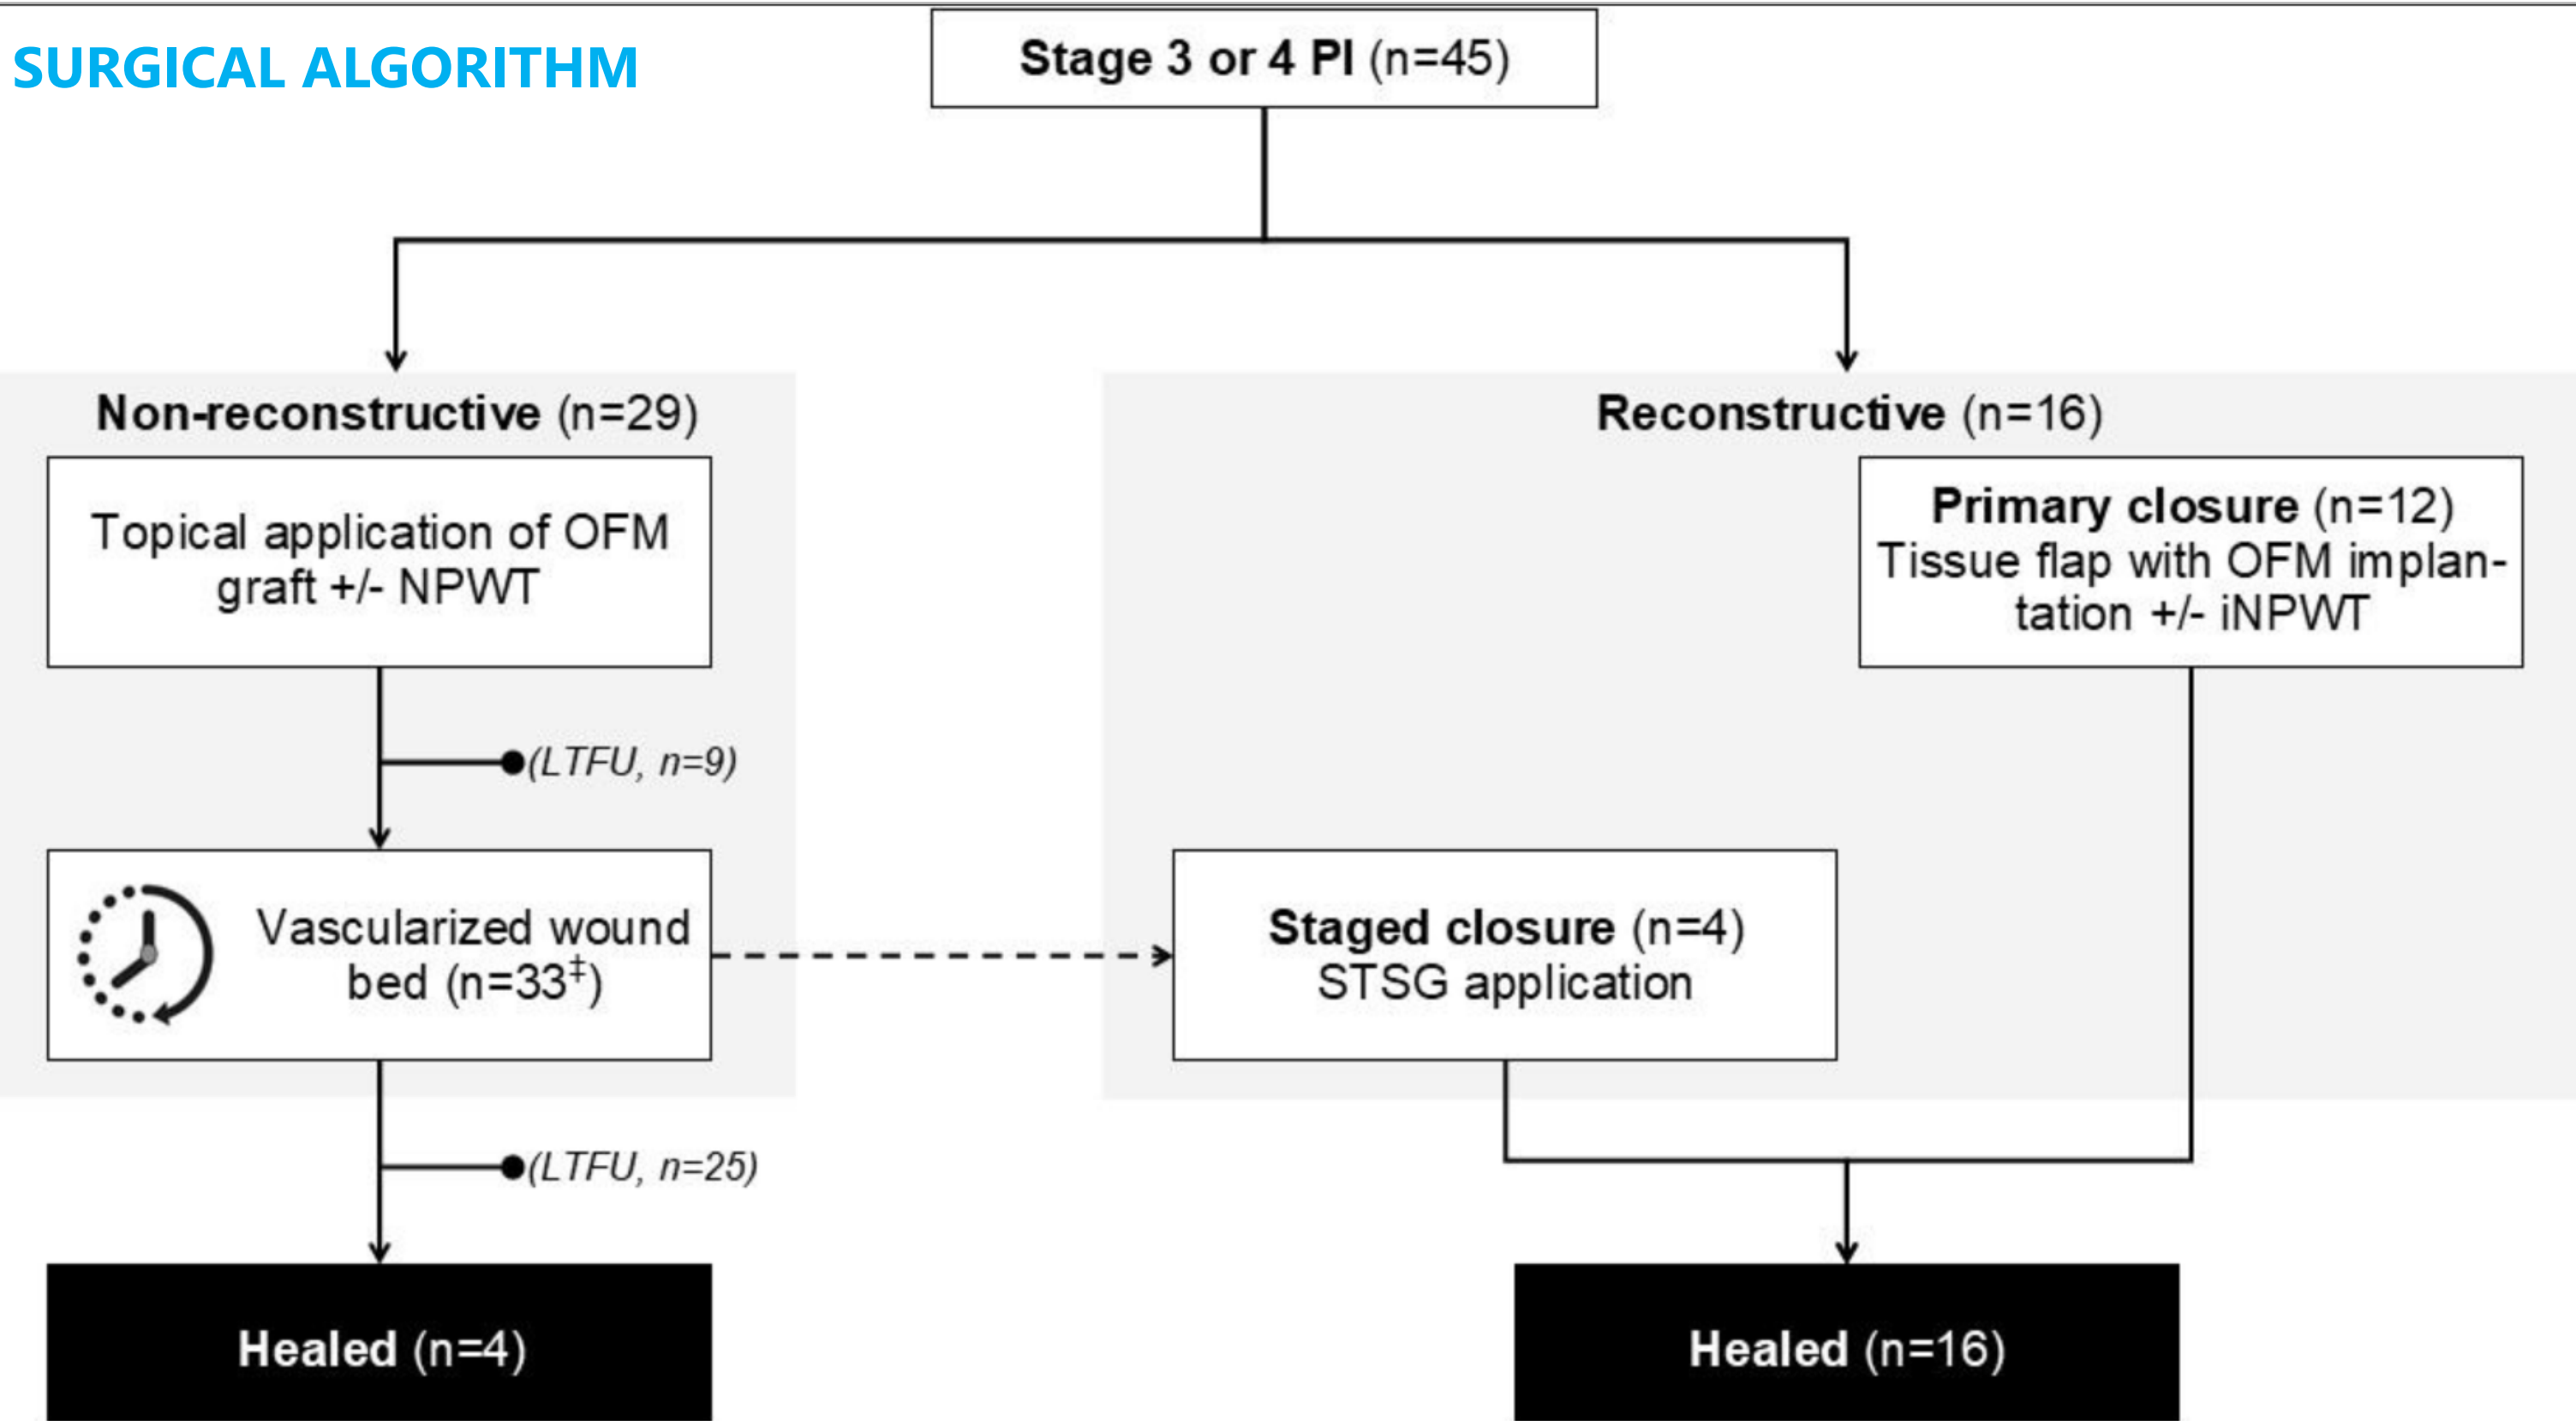 SURGICAL ALGORITHM
Stage 3 or 4 PI (n=45)
Non-reconstructive (n=29)
Topical application of OFM
graft +/- NPWT
(LTFU, n=9)
Vascularized wound
bed (n=33‡)
(LTFU, n=25)
Healed (n=4)
Reconstructive (n=16)
Primary closure (n=12)
Tissue flap with OFM implan-
tation +/- iNPWT
Staged closure (n=4)
STSG application
Healed (n=16)